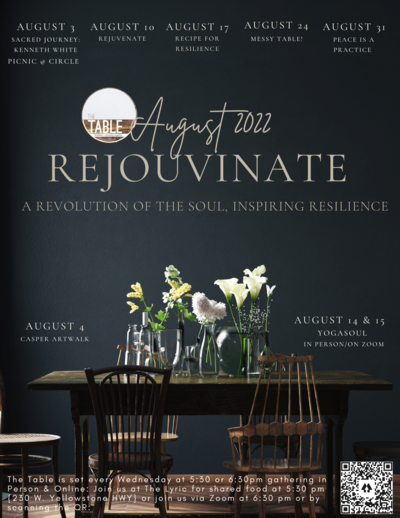 AUGUST 3
SACRED JOURNEY:
KENNETH WHITE
PICNIC @ CIRCLE
AUGUST 10
REJUVENATE
AUGUST 17
RECIPE FOR
RESILIENCE
AUGUST 24
MESSY TABLE!
AUGUST 31
PEACE IS A
PRACTICE
THE
TABLE
August 2022
REJOUVINATE
A REVOLUTION OF THE SOUL, INSPIRING RESILIENCE
AUGUST 4
CASPER ARTWALK
AUGUST 14 & 15
YOGASOUL
IN PERSON/ON ZOOM
The Table is set every Wednesday at 5:30 or 6:30pm gathering in
Person & Online: Join us at The Lyric for shared food at 5:30 pm
{230 W. Yellowstone HWY} or join us via Zoom at 6:30 pm or by
scanning the QR: